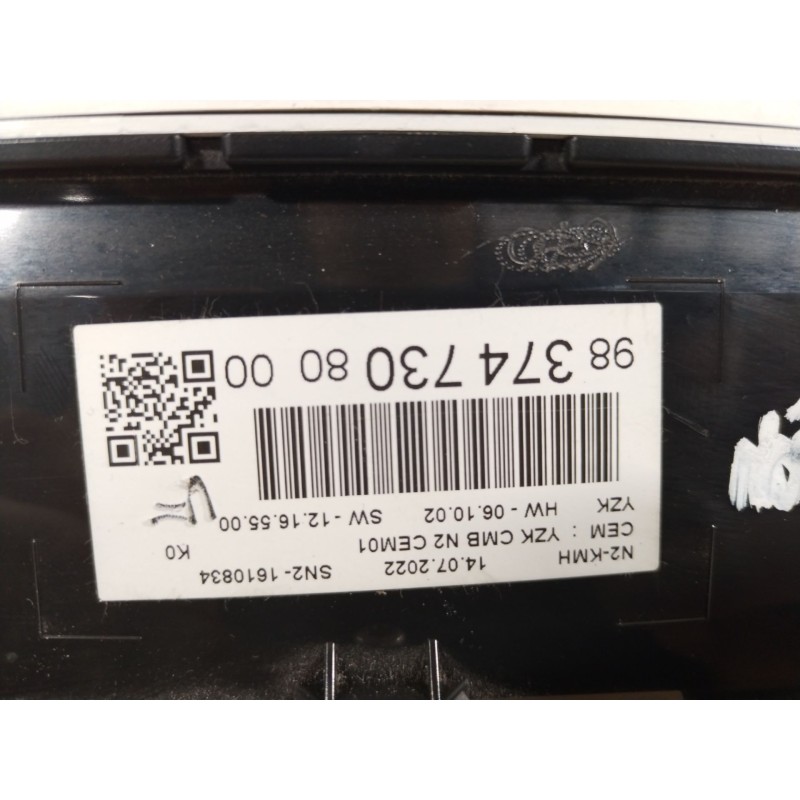 N2-KMH 14.07.2022 SN2-1610834
CEM : YZK CMB N2 CEM01 K0
YZK HW - 06.10.02 SW - 12.16.55.00
98 374 730 80 00